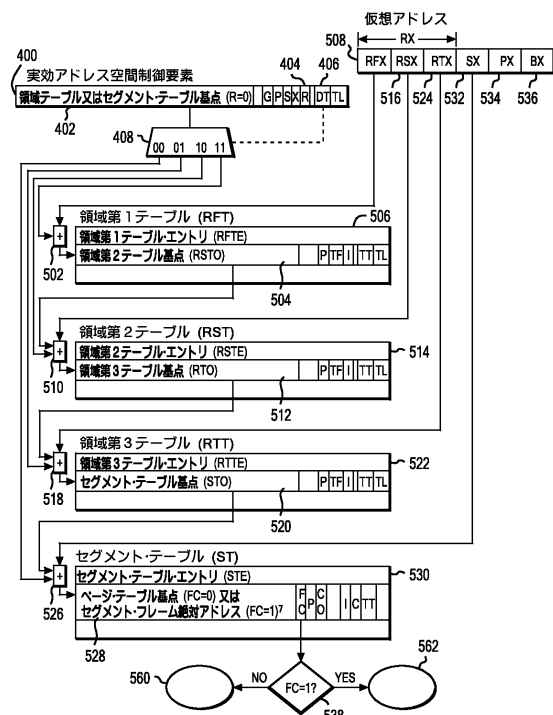 仮想アドレス
RX
508
RFX RSX RTX SX PX BX
516 524 532 534 536
400
実効アドレス空間制御要素
404 406
領域テーブル又はセグメント・テーブル基点 (R=0) G P S X R DT TL
402
408
00 01 10 11
領域第1テーブル (RFT)
506
領域第1テーブル・エントリ (RFTE)
+
領域第2テーブル基点 (RSTO) P TF I TT TL
502
504
領域第2テーブル (RST)
領域第2テーブル・エントリ (RSTE)
514
+
領域第3テーブル基点 (RTO) P TF I TT TL
510
512
領域第3テーブル (RTT)
領域第3テーブル・エントリ (RTTE)
522
+
セグメント・テーブル基点 (STO) P TF I TT TL
518
520
セグメント・テーブル (ST)
セグメント・テーブル・エントリ (STE)
530
+
526
ページ・テーブル基点 (FC=0) 又は
セグメント・フレーム絶対アドレス (FC=1)7
FC P CO I C TT
528
560
NO
FC=1?
YES
562
538